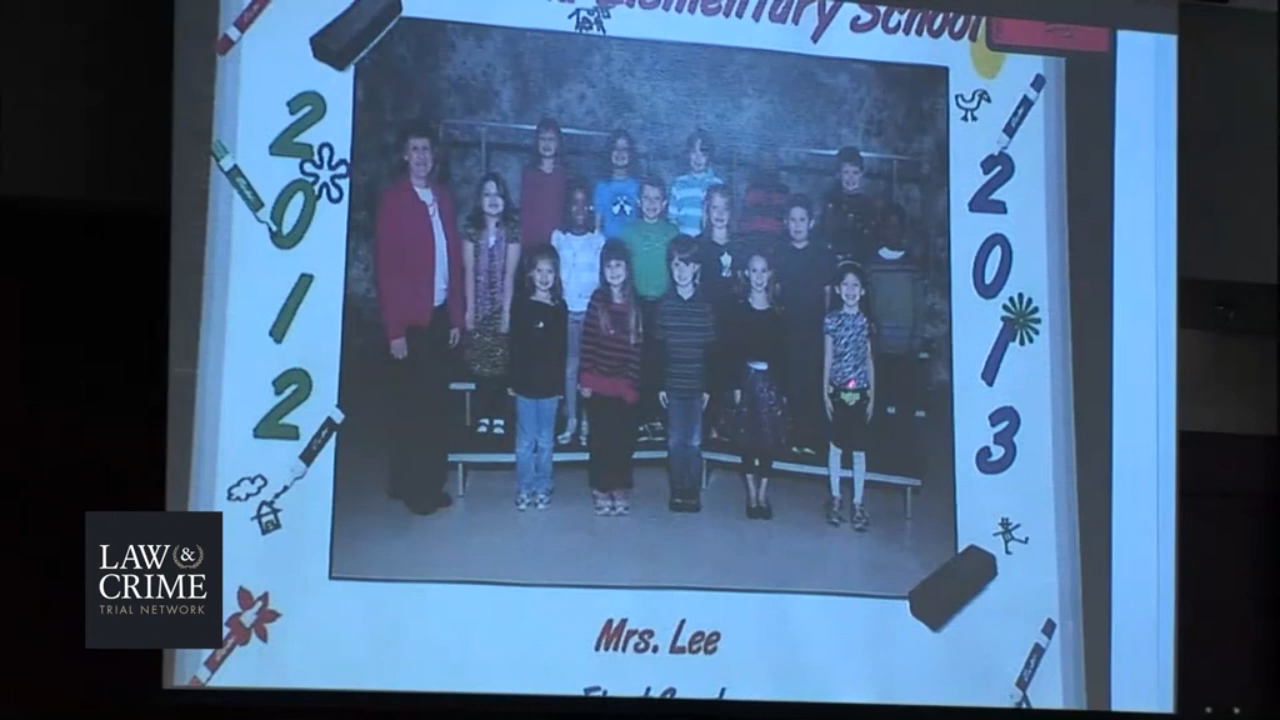 Elementary School
2012
2013
LAW &
CRIME
TRIAL NETWORK
Mrs. Lee